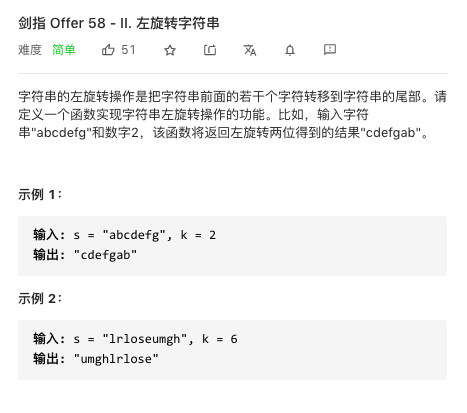 剑指 Offer 58 - II. 左旋转字符串
难度 简单 51
字符串的左旋转操作是把字符串前面的若干个字符转移到字符串的尾部。请
定义一个函数实现字符串左旋转操作的功能。比如，输入字符
串"abcdefg"和数字2，该函数将返回左旋转两位得到的结果"cdefgab"。
示例 1：
输入: s = "abcdefg", k = 2
输出: "cdefgab"
示例 2：
输入: s = "lrloseumgh", k = 6
输出: "umghlrlose"